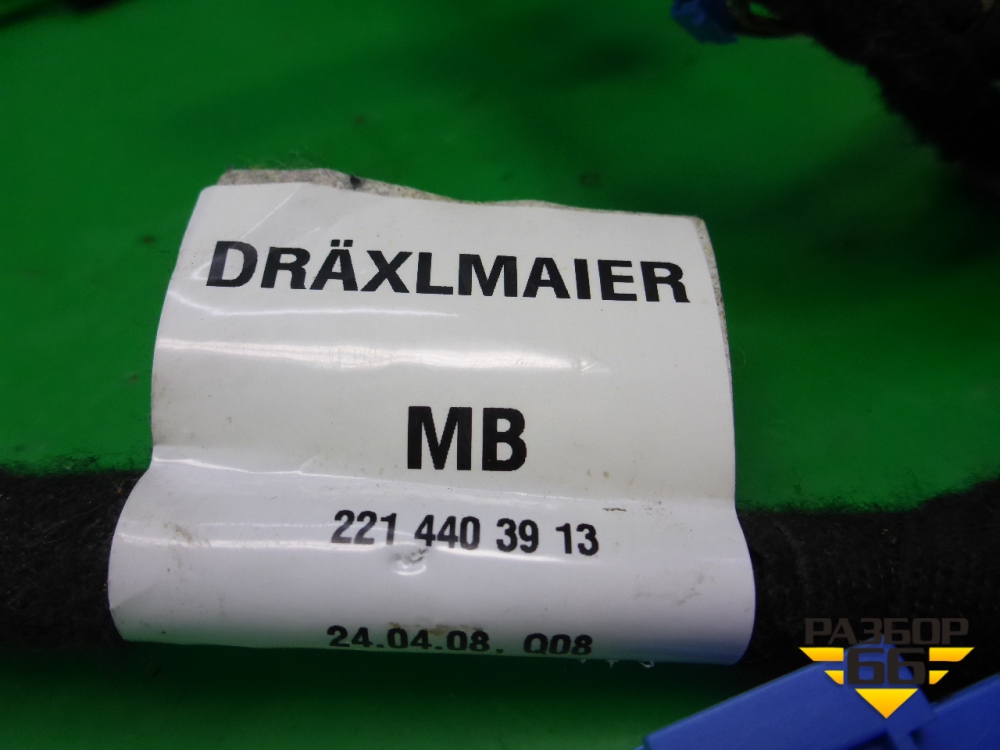 DRÄXLMAIER
MB
221 440 39 13
24.04.08. Q08
РАЗБОР
66